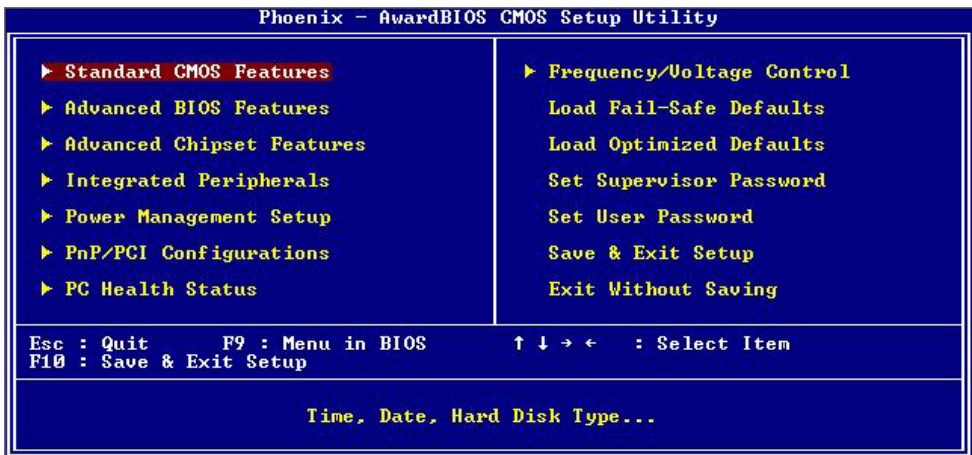 Phoenix - AwardBIOS CMOS Setup Utility
▶ Standard CMOS Features
▶ Advanced BIOS Features
▶ Advanced Chipset Features
▶ Integrated Peripherals
▶ Power Management Setup
▶ PnP/PCI Configurations
▶ PC Health Status
▶ Frequency/Voltage Control
Load Fail-Safe Defaults
Load Optimized Defaults
Set Supervisor Password
Set User Password
Save & Exit Setup
Exit Without Saving
Esc : Quit F9 : Menu in BIOS ↑ ↓ → ← : Select Item
F10 : Save & Exit Setup
Time, Date, Hard Disk Type...